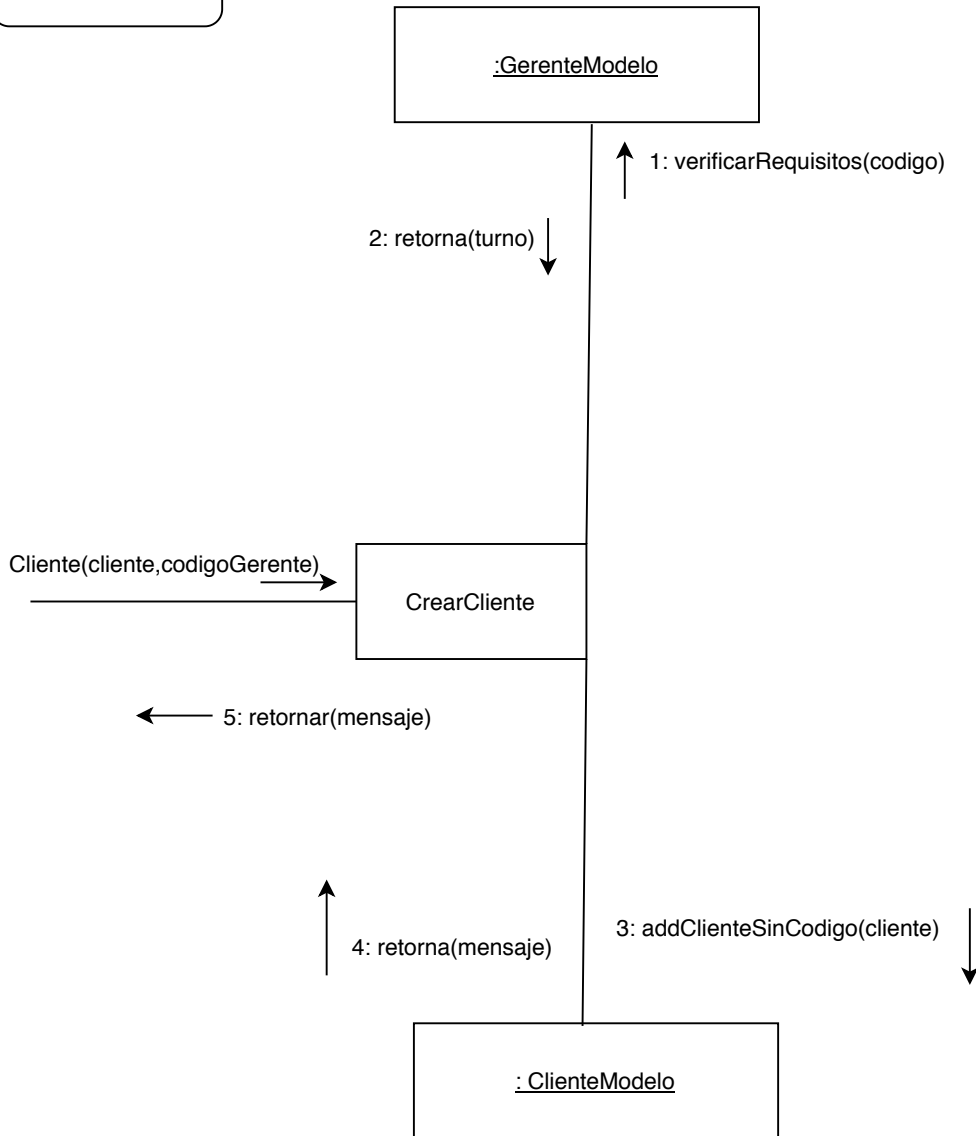 :GerenteModelo
1: verificarRequisitos(codigo)
2: retorna(turno)
Cliente(cliente,codigoGerente)
CrearCliente
5: retornar(mensaje)
3: addClienteSinCodigo(cliente)
4: retorna(mensaje)
: ClienteModelo